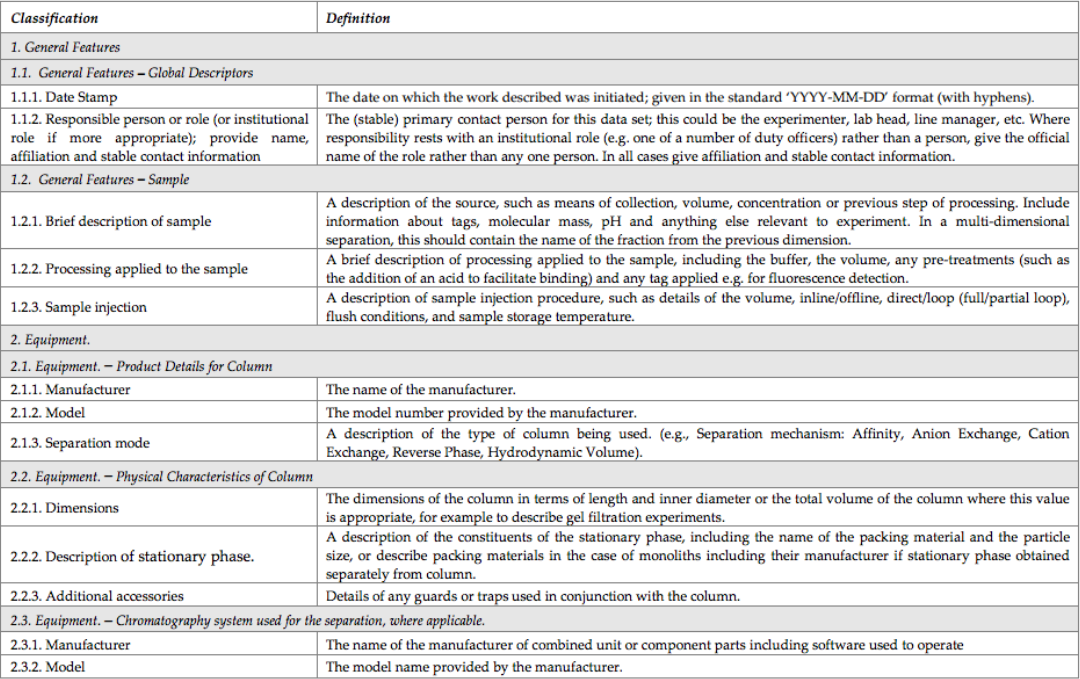 Classification Definition
1. General Features
1.1. General Features – Global Descriptors
1.1.1. Date Stamp The date on which the work described was initiated; given in the standard 'YYYY-MM-DD' format (with hyphens).
1.1.2. Responsible person or role (or institutional
role if more appropriate); provide name,
affiliation and stable contact information
The (stable) primary contact person for this data set; this could be the experimenter, lab head, line manager, etc. Where
responsibility rests with an institutional role (e.g. one of a number of duty officers) rather than a person, give the official
name of the role rather than any one person. In all cases give affiliation and stable contact information.
1.2. General Features – Sample
1.2.1. Brief description of sample
A description of the source, such as means of collection, volume, concentration or previous step of processing. Include
information about tags, molecular mass, pH and anything else relevant to experiment. In a multi-dimensional
separation, this should contain the name of the fraction from the previous dimension.
1.2.2. Processing applied to the sample
A brief description of processing applied to the sample, including the buffer, the volume, any pre-treatments (such as
the addition of an acid to facilitate binding) and any tag applied e.g. for fluorescence detection.
1.2.3. Sample injection
A description of sample injection procedure, such as details of the volume, inline/offline, direct/loop (full/partial loop),
flush conditions, and sample storage temperature.
2. Equipment.
2.1. Equipment. – Product Details for Column
2.1.1. Manufacturer The name of the manufacturer.
2.1.2. Model The model number provided by the manufacturer.
2.1.3. Separation mode
A description of the type of column being used. (e.g., Separation mechanism: Affinity, Anion Exchange, Cation
Exchange, Reverse Phase, Hydrodynamic Volume).
2.2. Equipment. – Physical Characteristics of Column
2.2.1. Dimensions
The dimensions of the column in terms of length and inner diameter or the total volume of the column where this value
is appropriate, for example to describe gel filtration experiments.
2.2.2. Description of stationary phase.
A description of the constituents of the stationary phase, including the name of the packing material and the particle
size, or describe packing materials in the case of monoliths including their manufacturer if stationary phase obtained
separately from column.
2.2.3. Additional accessories Details of any guards or traps used in conjunction with the column.
2.3. Equipment. – Chromatography system used for the separation, where applicable.
2.3.1. Manufacturer The name of the manufacturer of combined unit or component parts including software used to operate
2.3.2. Model The model name provided by the manufacturer.